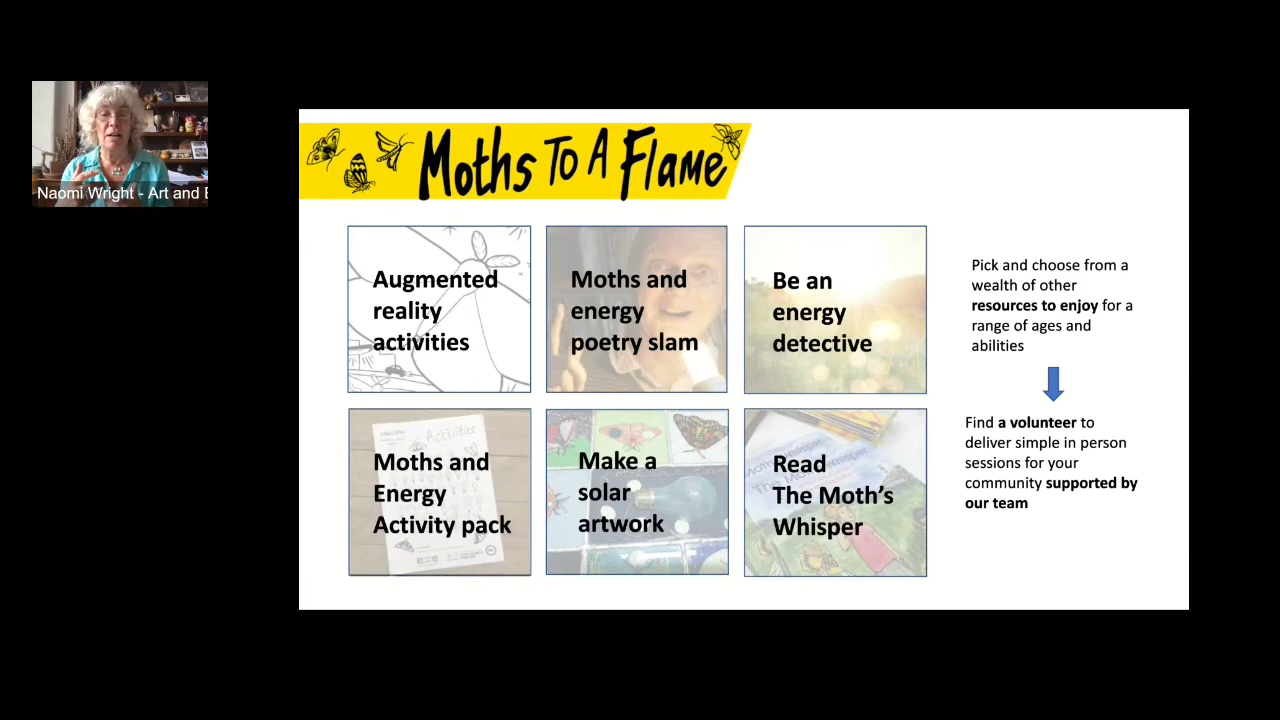 Naomi Wright - Art and E
Moths To A Flame
Augmented
reality
activities
Moths and
energy
poetry slam
Be an
energy
detective
Moths and
Energy
Activity pack
Activities
Make a
solar
artwork
Read
The Moth's
Whisper
Pick and choose from a
wealth of other
resources to enjoy for a
range of ages and
abilities
Find a volunteer to
deliver simple in person
sessions for your
community supported by
our team